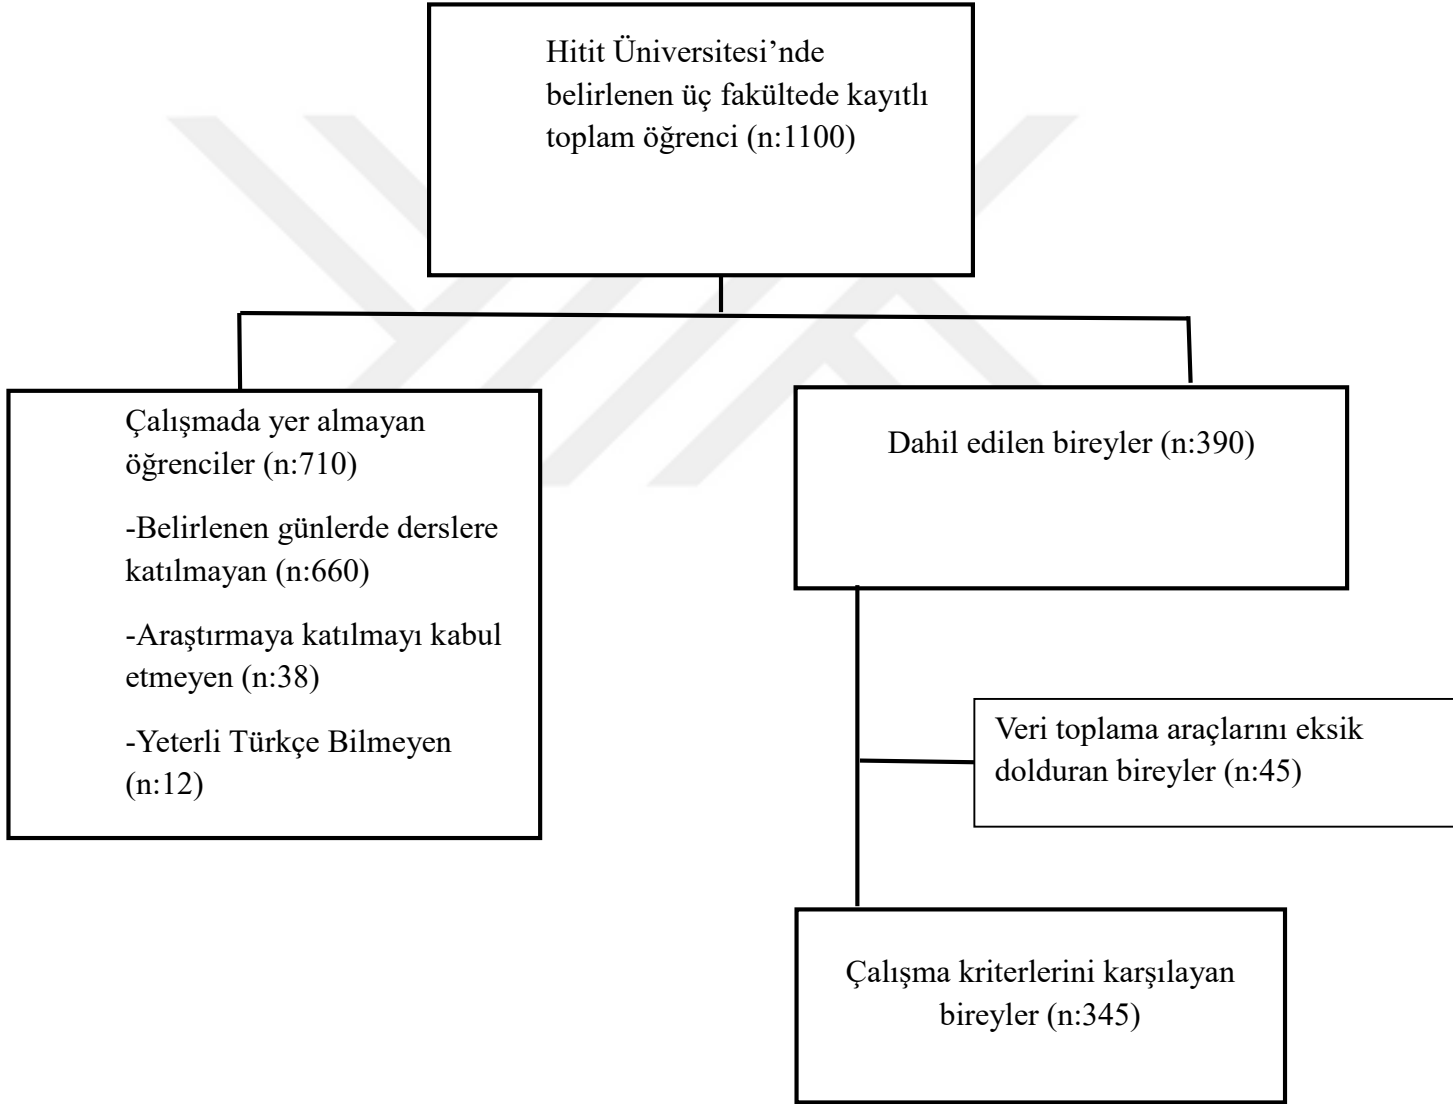 Hitit Üniversitesi’nde
belirlenen üç fakültede kayıtlı
toplam öğrenci (n:1100)
Çalışmada yer almayan
öğrenciler (n:710)
-Belirlenen günlerde derslere
katılmayan (n:660)
-Araştırmaya katılmayı kabul
etmeyen (n:38)
-Yeterli Türkçe Bilmeyen
(n:12)
Dahil edilen bireyler (n:390)
Veri toplama araçlarını eksik
dolduran bireyler (n:45)
Çalışma kriterlerini karşılayan
bireyler (n:345)